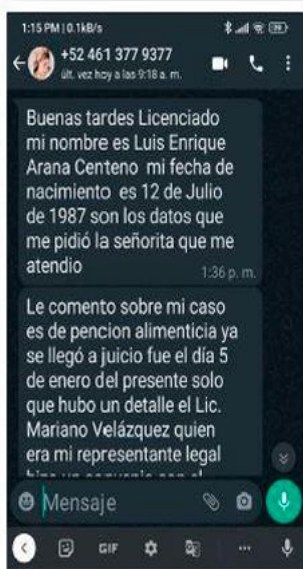 1:15 PM | 0.1kB/s
+52 461 377 9377
últ. vez hoy a las 9:18 a. m.
Buenas tardes Licenciado
mi nombre es Luis Enrique
Arana Centeno mi fecha de
nacimiento es 12 de Julio
de 1987 son los datos que
me pidió la señorita que me
atendio
1:36 p. m.
Le comento sobre mi caso
es de pencion alimenticia ya
se llegó a juicio fue el día 5
de enero del presente solo
que hubo un detalle el Lic.
Mariano Velázquez quien
era mi representante legal
Mensaje
GIF